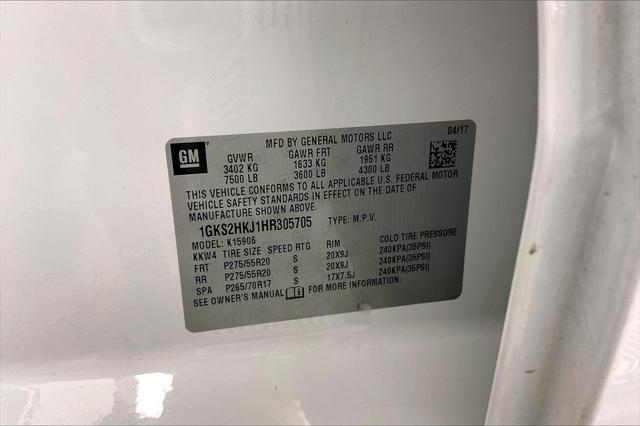 MFD BY GENERAL MOTORS LLC 04/17
GM
GVWR GAWR FRT GAWR RR
3402 KG 1633 KG 1951 KG
7500 LB 3600 LB 4300 LB
THIS VEHICLE CONFORMS TO ALL APPLICABLE U.S. FEDERAL MOTOR
VEHICLE SAFETY STANDARDS IN EFFECT ON THE DATE OF
MANUFACTURE SHOWN ABOVE.
1GKS2HKJ1HR305705 TYPE: M.P.V.
MODEL: K15906
KKW4 TIRE SIZE SPEED RTG RIM COLD TIRE PRESSURE
FRT P275/55R20 S 20X9J 240KPA(35PSI)
RR P275/55R20 S 20X9J 240KPA(35PSI)
SPA P265/70R17 S 17X7.5J 240KPA(35PSI)
SEE OWNER'S MANUAL FOR MORE INFORMATION.